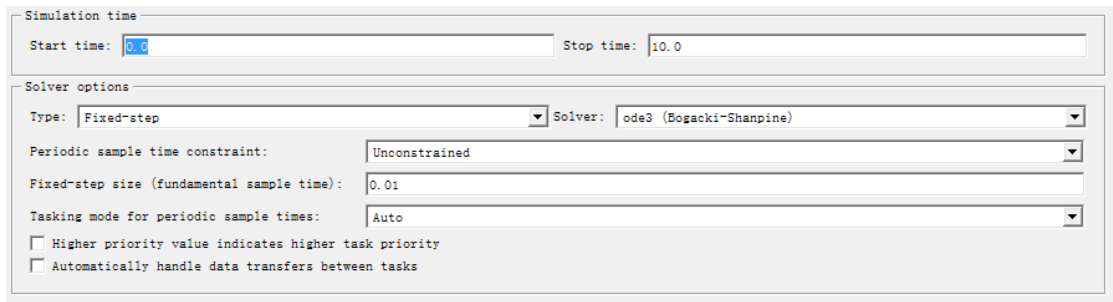 Simulation time
Start time: 0.0 Stop time: 10.0
Solver options
Type: Fixed-step Solver: ode3 (Bogacki-Shanpine)
Periodic sample time constraint: Unconstrained
Fixed-step size (fundamental sample time): 0.01
Tasking mode for periodic sample times: Auto
Higher priority value indicates higher task priority
Automatically handle data transfers between tasks